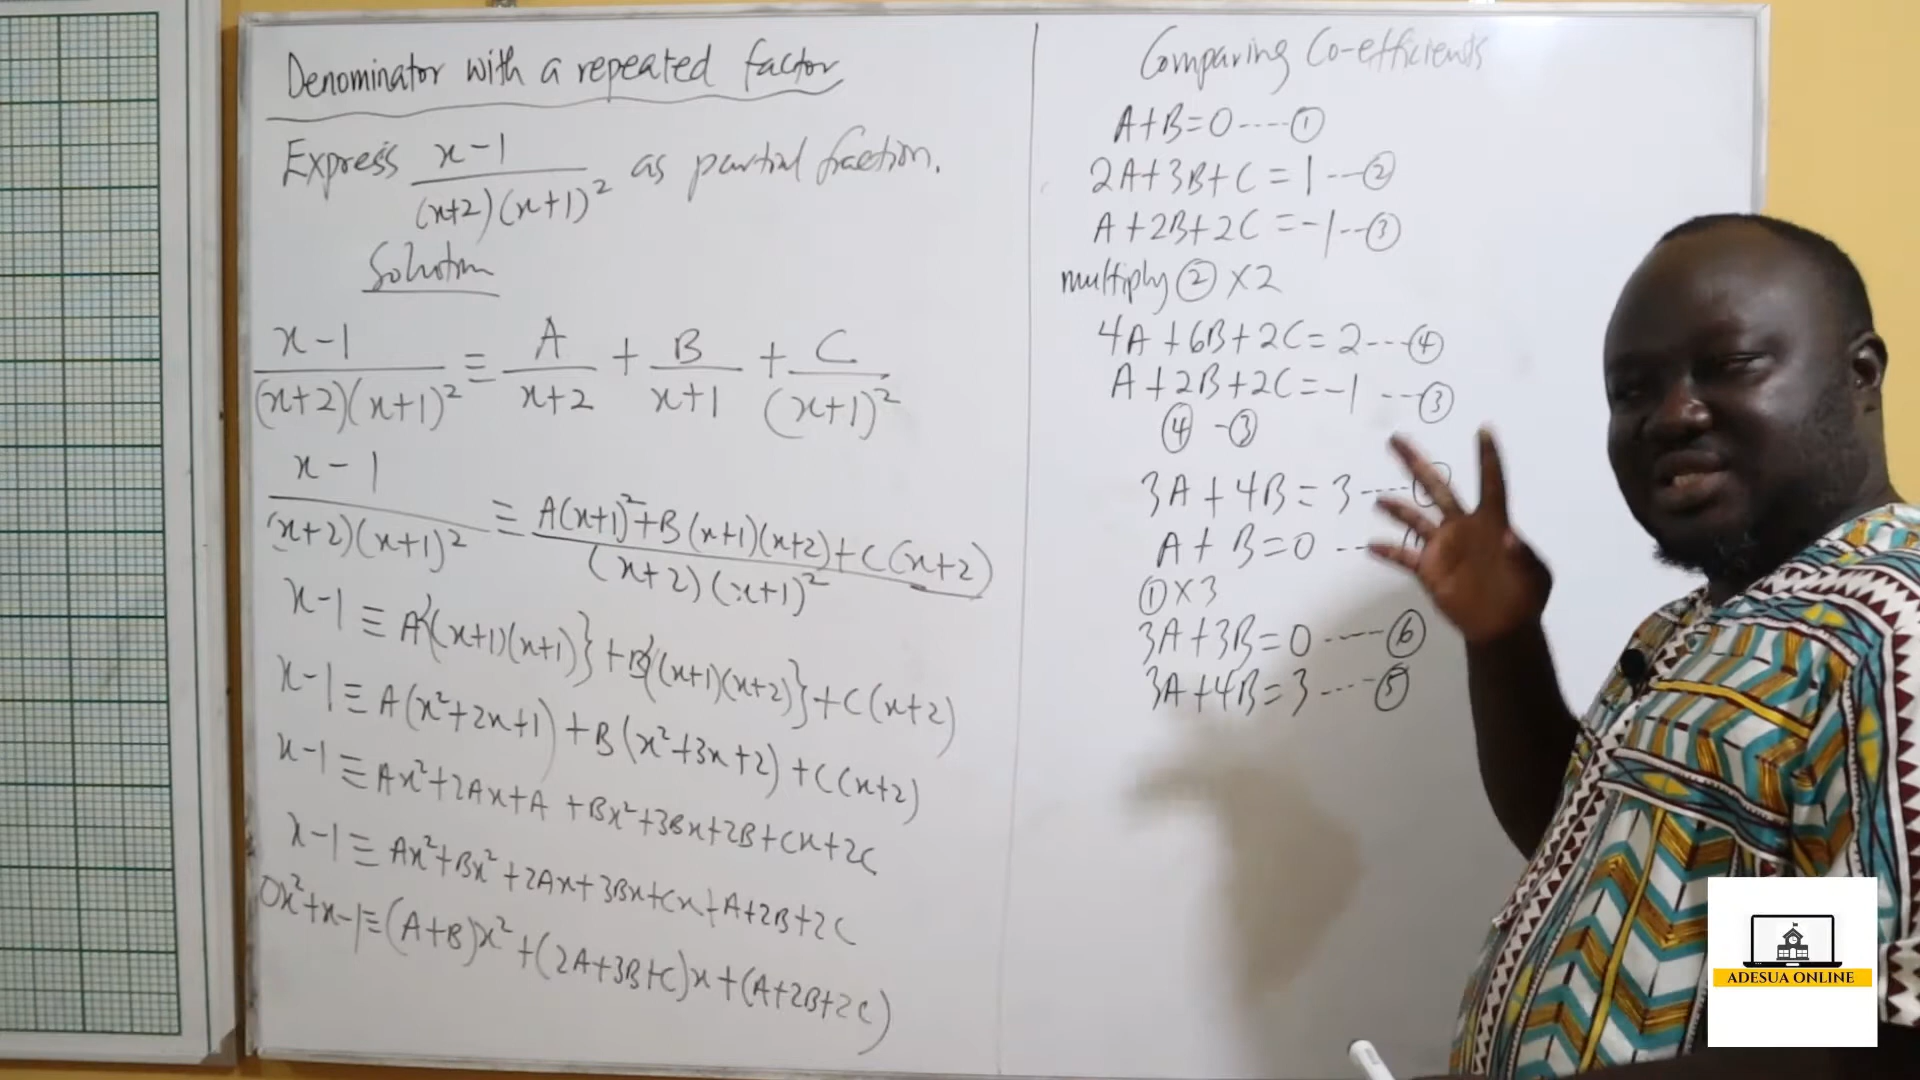 Denominator with a repeated factor
Express x-1/(x+2)(x+1)² as partial fraction.
Solution
x-1/(x+2)(x+1)² ≡ A/x+2 + B/x+1 + C/(x+1)²
x-1/(x+2)(x+1)² ≡ A(x+1)²+B(x+1)(x+2)+C(x+2)/(x+2)(x+1)²
x-1 ≡ A{(x+1)(x+1)}+B{(x+1)(x+2)}+C(x+2)
x-1 ≡ A(x²+2x+1)+B(x²+3x+2)+C(x+2)
x-1 ≡ Ax²+2Ax+A+Bx²+3Bx+2B+Cx+2C
x-1 ≡ Ax²+Bx²+2Ax+3Bx+Cx+A+2B+2C
0x²+x-1≡(A+B)x²+(2A+3B+C)x+(A+2B+2C)
Comparing Co-efficients
A+B=0-----①
2A+3B+C=1---②
A+2B+2C=-1--③
multiply ② X2
4A+6B+2C=2---④
A+2B+2C=-1---③
④ -③
3A+4B=3----
A+B=0---
①X3
3A+3B=0-----⑥
3A+4B=3----⑤
ADESUA ONLINE